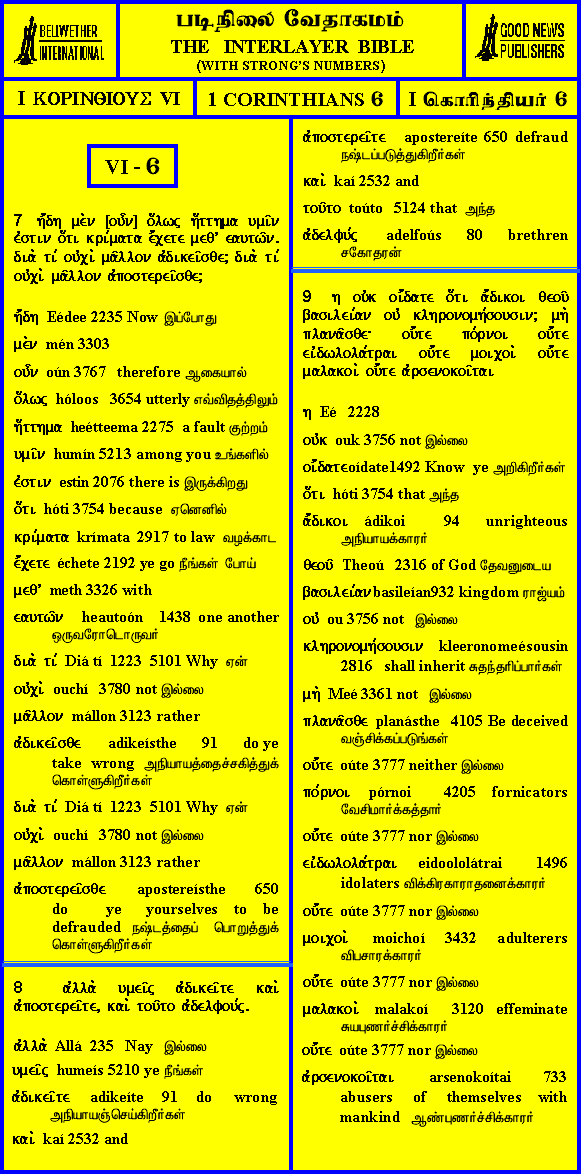 BELLWETHER
INTERNATIONAL
படிநிலை வேதாகமம்
THE INTERLAYER BIBLE
(WITH STRONG'S NUMBERS)
GOOD NEWS
PUBLISHERS
I ΚΟΡΙΝΘΙΟΥΣ VI
1 CORINTHIANS 6
I கொரிந்தியர் 6
VI - 6
7 ἤδη μὲν [οὖν] ὅλως ἥττημα υμῖν
ἐστιν ὅτι κρίματα ἔχετε μεθ’ εαυτῶν.
διὰ τί οὐχὶ μᾶλλον ἀδικεῖσθε; διὰ τί
οὐχὶ μᾶλλον ἀποστερεῖσθε;
ἤδη Eédee 2235 Now இப்போது
μὲν mén 3303
οὖν oún 3767 therefore ஆகையால்
ὅλως hóloos 3654 utterly எவ்விதத்திலும்
ἥττημα heétteema 2275 a fault குற்றம்
υμῖν humín 5213 among you உங்களில்
ἐστιν estin 2076 there is இருக்கிறது
ὅτι hóti 3754 because ஏனெனில்
κρίματα krímata 2917 to law வழக்காட
ἔχετε échete 2192 ye go நீங்கள் போய்
μεθ’ meth 3326 with
εαυτῶν heautoón 1438 one another
ஒருவரோடொருவர்
διὰ τί Diá tí 1223 5101 Why ஏன்
οὐχὶ ouchí 3780 not இல்லை
μᾶλλον mállon 3123 rather
ἀδικεῖσθε adikeísthe 91 do ye
take wrong அநியாயத்தைச்சகித்துக்
கொள்ளுகிறீர்கள்
διὰ τί Diá tí 1223 5101 Why ஏன்
οὐχὶ ouchí 3780 not இல்லை
μᾶλλον mállon 3123 rather
ἀποστερεῖσθε apostereísthe 650
do ye yourselves to be
defrauded நஷ்டத்தைப் பொறுத்துக்
கொள்ளுகிறீர்கள்
8 ἀλλὰ υμεῖς ἀδικεῖτε καὶ
ἀποστερεῖτε, καὶ τοῦτο ἀδελφούς.
ἀλλὰ Allá 235 Nay இல்லை
υμεῖς humeís 5210 ye நீங்கள்
ἀδικεῖτε adikeíte 91 do wrong
அநியாயஞ்செய்கிறீர்கள்
καὶ kaí 2532 and
ἀποστερεῖτε apostereíte 650 defraud
நஷ்டப்படுத்துகிறீர்கள்
καὶ kaí 2532 and
τοῦτο toúto 5124 that அந்த
ἀδελφύς adelfoús 80 brethren
சகோதரன்
9 η οὐκ οἴδατε ὅτι ἄδικοι θεοῦ
βασιλείαν οὐ κληρονομήσουσιν; μὴ
πλανᾶσθε· οὔτε πόρνοι οὔτε
εἰδωλολάτραι οὔτε μοιχοὶ οὔτε
μαλακοὶ οὔτε ἀρσενοκοῖται
η Eé 2228
οὐκ ouk 3756 not இல்லை
οἴδατεοídate1492 Know ye அறிகிறீர்கள்
ὅτι hóti 3754 that அந்த
ἄδικοι ádikoi 94 unrighteous
அநியாயக்காரர்
θεοῦ Theoú 2316 of God தேவனுடைய
βασιλείανbasileían932 kingdom ராஜ்யம்
οὐ ou 3756 not இல்லை
κληρονομήσουσιν kleeronomeésousin
2816 shall inherit சுதந்தரிப்பார்கள்
μὴ Meé 3361 not இல்லை
πλανᾶσθε planásthe 4105 Be deceived
வஞ்சிக்கப்படுங்கள்
οὔτε oúte 3777 neither இல்லை
πόρνοι pórnoi 4205 fornicators
வேசிமார்க்கத்தார்
οὔτε oúte 3777 nor இல்லை
εἰδωλολάτραι eidoololátrai 1496
idolaters விக்கிரகாராதனைக்காரர்
οὔτε oúte 3777 nor இல்லை
μοιχοὶ moichoí 3432 adulterers
விபசாரக்காரர்
οὔτε oúte 3777 nor இல்லை
μαλακοὶ malakoí 3120 effeminate
சுயபுணர்ச்சிக்காரர்
οὔτε oúte 3777 nor இல்லை
ἀρσενοκοῖται arsenokoítai 733
abusers of themselves with
mankind ஆண்புணர்ச்சிக்காரர்